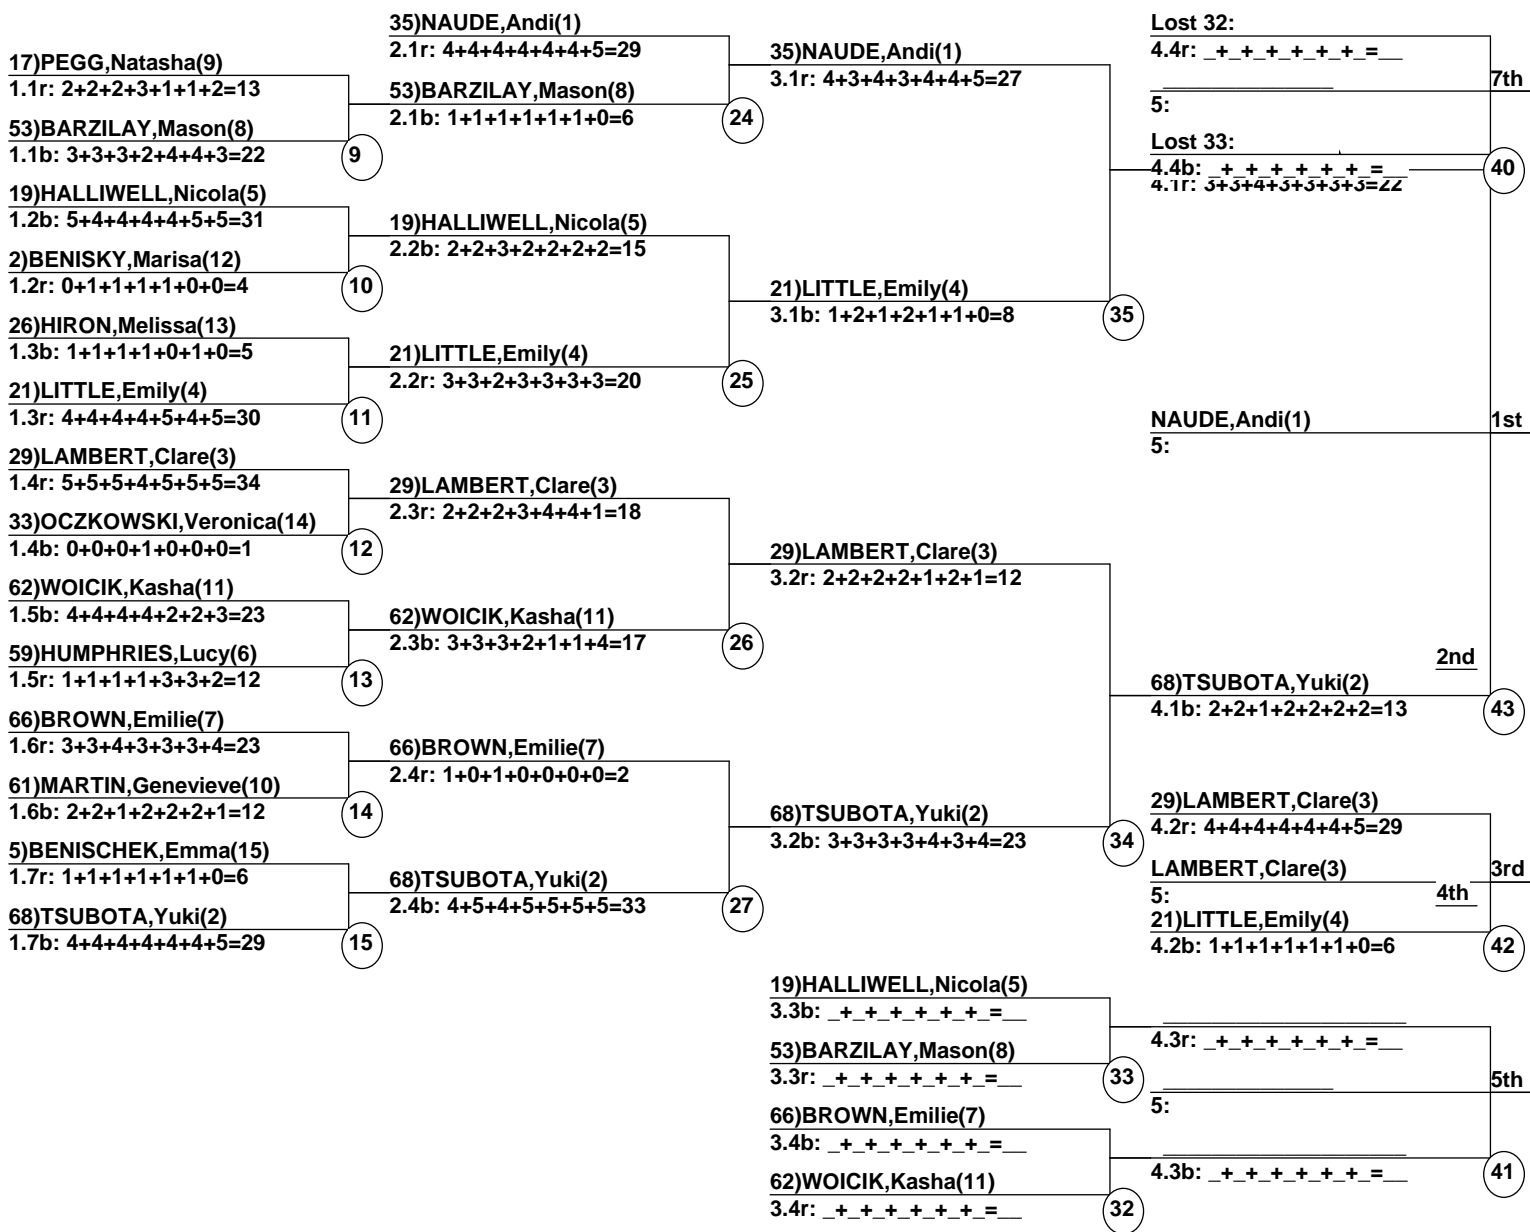 17)PEGG,Natasha(9)
1.1r: 2+2+2+3+1+1+2=13
53)BARZILAY,Mason(8)
1.1b: 3+3+3+2+4+4+3=22
9
19)HALLIWELL,Nicola(5)
1.2b: 5+4+4+4+4+5+5=31
2)BENISKY,Marisa(12)
1.2r: 0+1+1+1+1+0+0=4
10
26)HIRON,Melissa(13)
1.3b: 1+1+1+1+0+1+0=5
21)LITTLE,Emily(4)
1.3r: 4+4+4+4+5+4+5=30
11
29)LAMBERT,Clare(3)
1.4r: 5+5+5+4+5+5+5=34
33)OCZKOWSKI,Veronica(14)
1.4b: 0+0+0+1+0+0+0=1
12
62)WOICIK,Kasha(11)
1.5b: 4+4+4+4+2+2+3=23
59)HUMPHRIES,Lucy(6)
1.5r: 1+1+1+1+3+3+2=12
13
66)BROWN,Emilie(7)
1.6r: 3+3+4+3+3+3+4=23
61)MARTIN,Genevieve(10)
1.6b: 2+2+1+2+2+2+1=12
14
5)BENISCHEK,Emma(15)
1.7r: 1+1+1+1+1+1+0=6
68)TSUBOTA,Yuki(2)
1.7b: 4+4+4+4+4+4+5=29
15
35)NAUDE,Andi(1)
2.1r: 4+4+4+4+4+4+5=29
53)BARZILAY,Mason(8)
2.1b: 1+1+1+1+1+1+0=6
24
19)HALLIWELL,Nicola(5)
2.2b: 2+2+3+2+2+2+2=15
21)LITTLE,Emily(4)
2.2r: 3+3+2+3+3+3+3=20
25
29)LAMBERT,Clare(3)
2.3r: 2+2+2+3+4+4+1=18
62)WOICIK,Kasha(11)
2.3b: 3+3+3+2+1+1+4=17
26
66)BROWN,Emilie(7)
2.4r: 1+0+1+0+0+0+0=2
68)TSUBOTA,Yuki(2)
2.4b: 4+5+4+5+5+5+5=33
27
35)NAUDE,Andi(1)
3.1r: 4+3+4+3+4+4+5=27
21)LITTLE,Emily(4)
3.1b: 1+2+1+2+1+1+0=8
35
29)LAMBERT,Clare(3)
3.2r: 2+2+2+2+1+2+1=12
68)TSUBOTA,Yuki(2)
3.2b: 3+3+3+3+4+3+4=23
34
19)HALLIWELL,Nicola(5)
3.3b: _+_+_+_+_+_+_=__
53)BARZILAY,Mason(8)
3.3r: _+_+_+_+_+_+_=__
33
66)BROWN,Emilie(7)
3.4b: _+_+_+_+_+_+_=__
62)WOICIK,Kasha(11)
3.4r: _+_+_+_+_+_+_=__
32
Lost 32:
4.4r: _+_+_+_+_+_+_=__
7th
5:
Lost 33:
4.4b: _+_+_+_+_+_+_=__
40
4.1r: 3+3+4+3+3+3+3=22
NAUDE,Andi(1)
1st
5:
2nd
68)TSUBOTA,Yuki(2)
4.1b: 2+2+1+2+2+2+2=13
43
29)LAMBERT,Clare(3)
4.2r: 4+4+4+4+4+4+5=29
LAMBERT,Clare(3)
3rd
5:
4th
21)LITTLE,Emily(4)
4.2b: 1+1+1+1+1+1+0=6
42
4.3r: _+_+_+_+_+_+_=__
5th
5:
4.3b: _+_+_+_+_+_+_=__
41